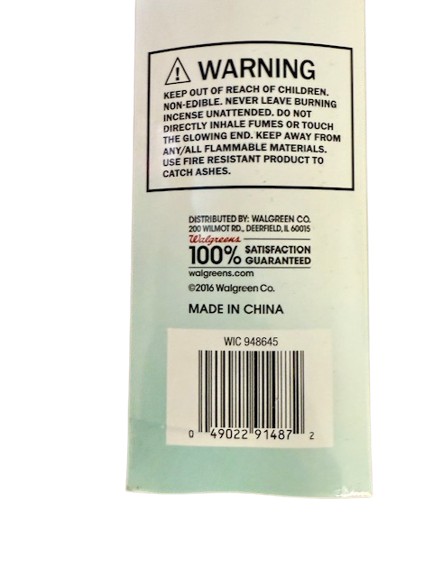 WARNING
KEEP OUT OF REACH OF CHILDREN.
NON-EDIBLE. NEVER LEAVE BURNING
INCENSE UNATTENDED. DO NOT
DIRECTLY INHALE FUMES OR TOUCH
THE GLOWING END. KEEP AWAY FROM
ANY/ALL FLAMMABLE MATERIALS.
USE FIRE RESISTANT PRODUCT TO
CATCH ASHES.
DISTRIBUTED BY: WALGREEN CO.
200 WILMOT RD., DEERFIELD, IL 60015
Walgreens
100% SATISFACTION GUARANTEED
walgreens.com
©2016 Walgreen Co.
MADE IN CHINA
WIC 948645
0 49022 91487 2